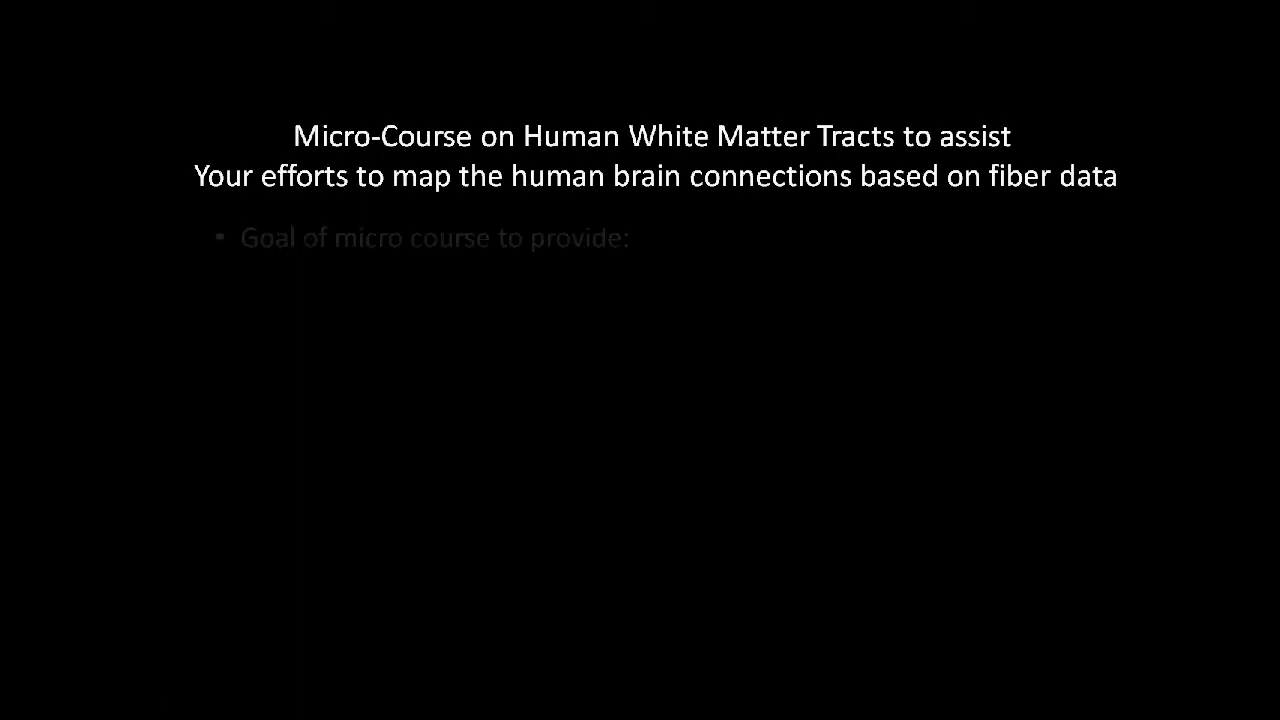 Micro-Course on Human White Matter Tracts to assist
Your efforts to map the human brain connections based on fiber data
• Goal of micro course to provide: